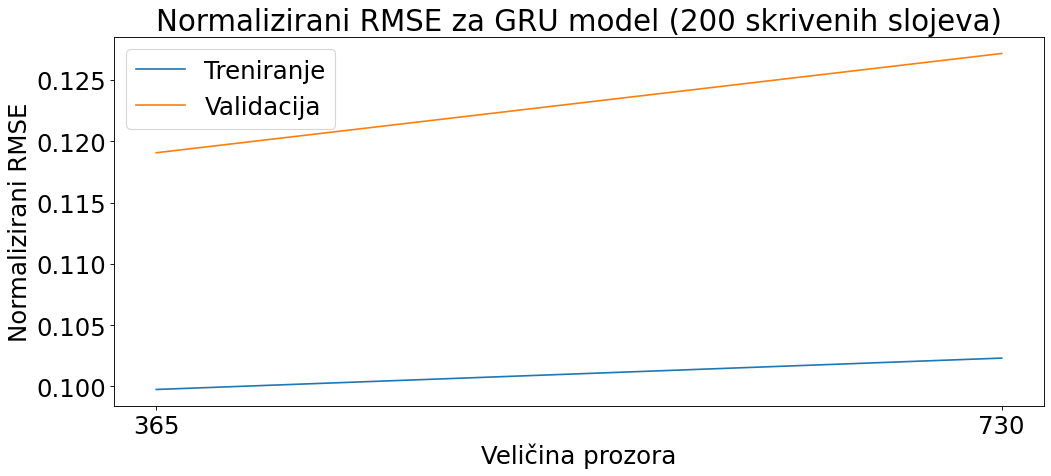 Normalizirani RMSE za GRU model (200 skrivenih slojeva)
Treniranje
Validacija
Normalizirani RMSE
0.125
0.120
0.115
0.110
0.105
0.100
365
730
Veličina prozora